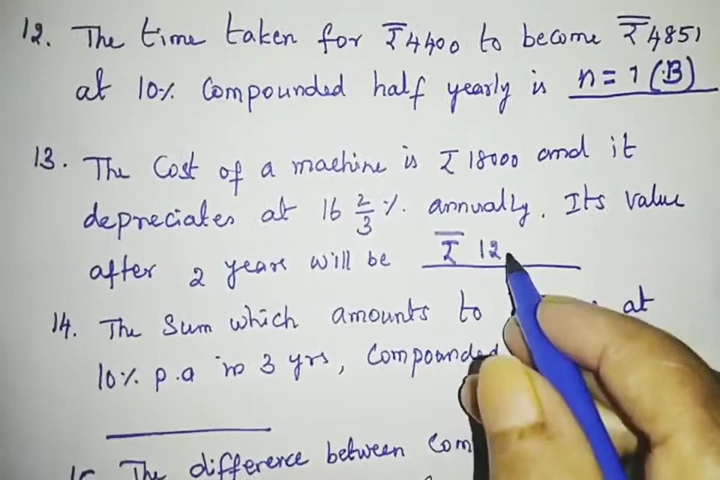 12. The time taken for ₹4400 to become ₹4851
at 10% compounded half yearly is n = 1 (B)
13. The Cost of a machine is ₹18000 and it
depreciates at 16 2/3 % annually. Its value
after 2 years will be ₹ 12
14. The Sum which amounts to at
10% p.a in 3 yrs, Compounded
The difference between Com